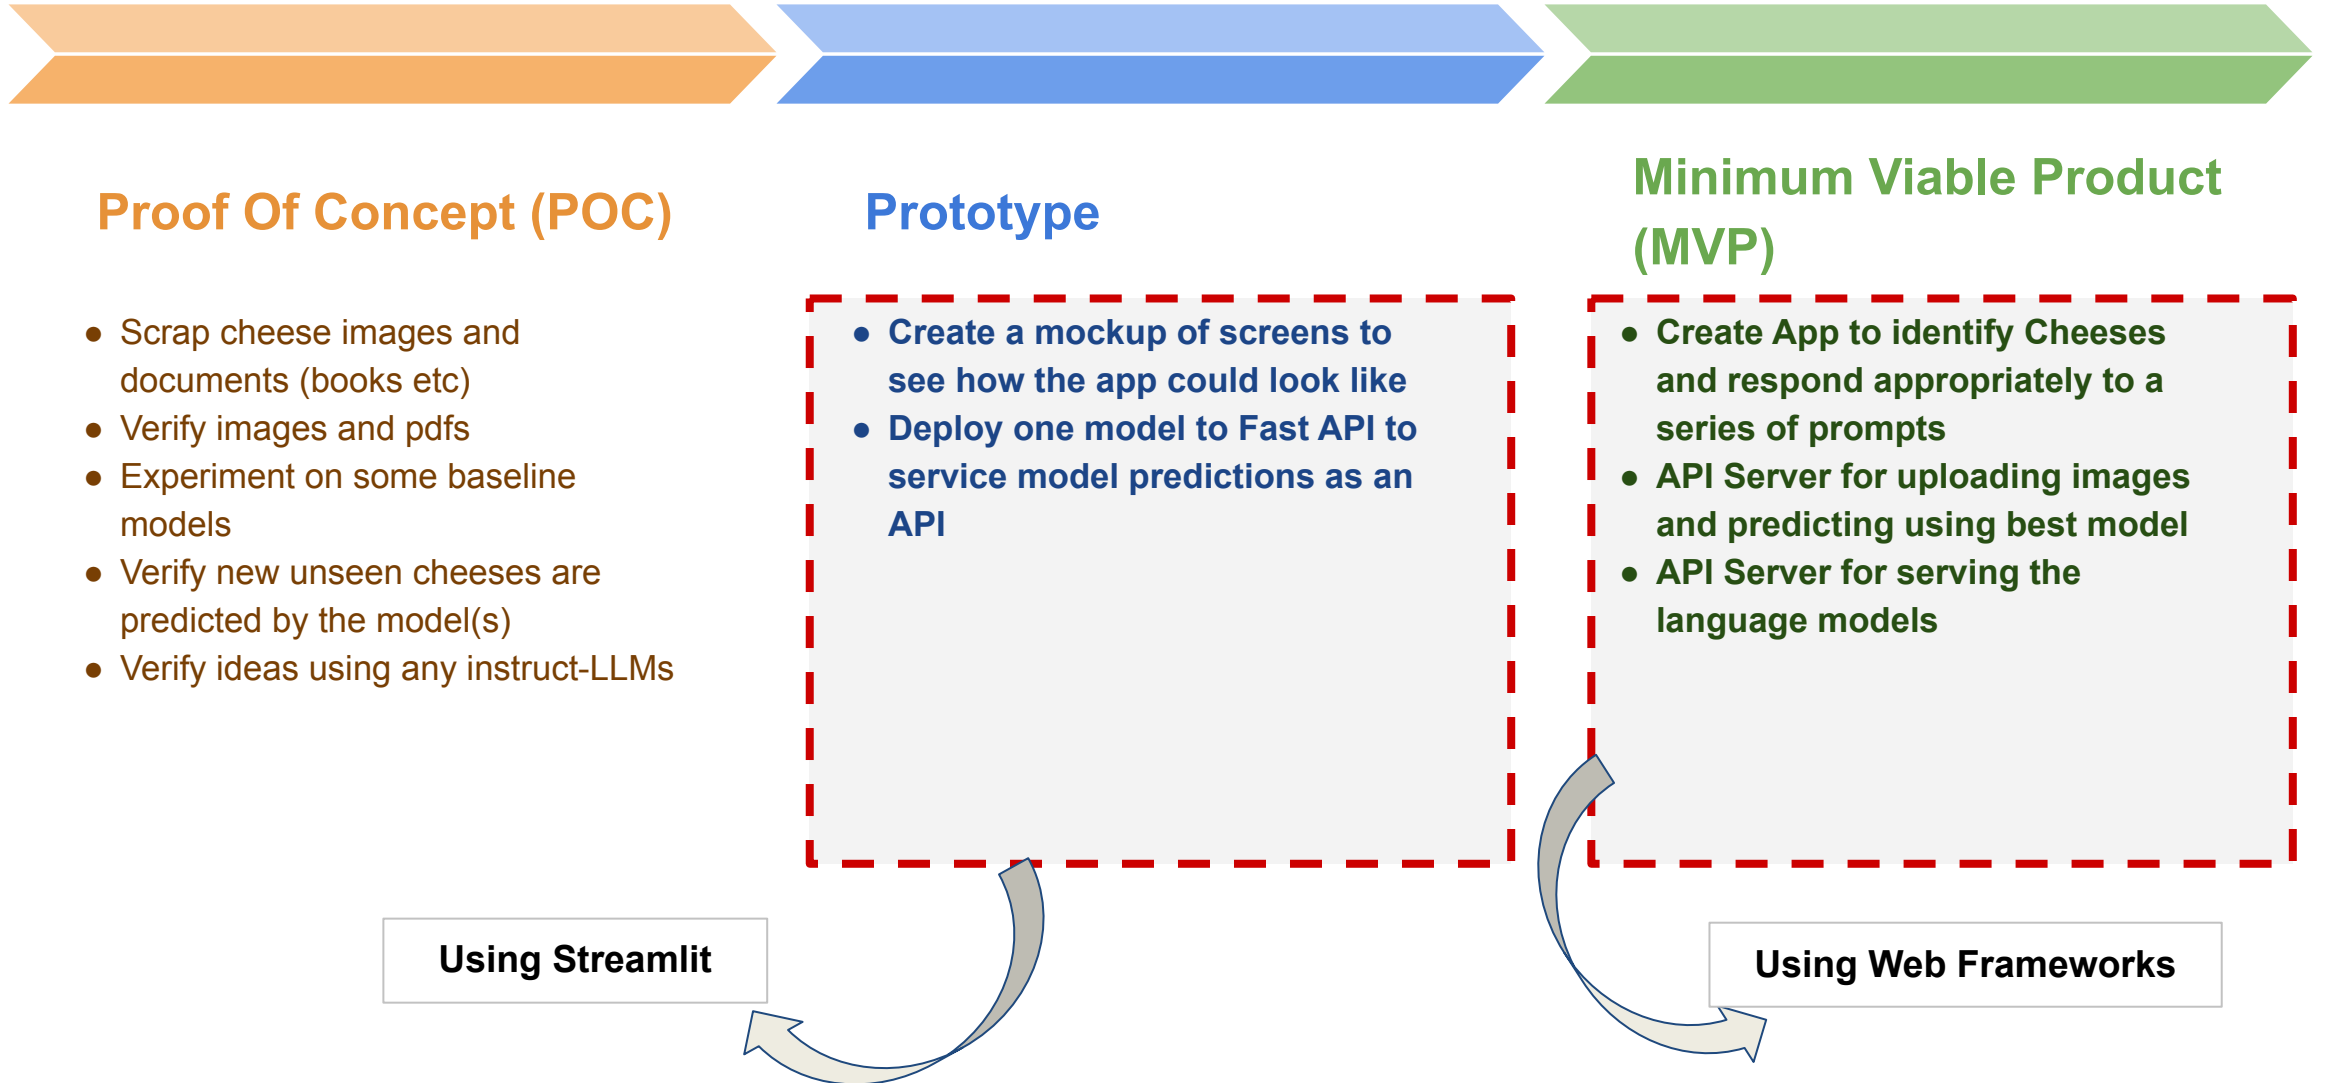 Proof Of Concept (POC)
● Scrap cheese images and
documents (books etc)
● Verify images and pdfs
● Experiment on some baseline
models
● Verify new unseen cheeses are
predicted by the model(s)
● Verify ideas using any instruct-LLMs
Prototype
● Create a mockup of screens to
see how the app could look like
● Deploy one model to Fast API to
service model predictions as an
API
Using Streamlit
Minimum Viable Product
(MVP)
● Create App to identify Cheeses
and respond appropriately to a
series of prompts
● API Server for uploading images
and predicting using best model
● API Server for serving the
language models
Using Web Frameworks